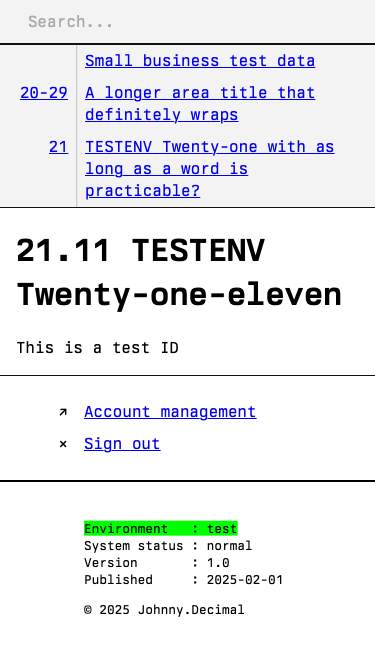 Search...
Small business test data
20-29 A longer area title that
definitely wraps
21 TESTENV Twenty-one with as
long as a word is
practicable?
21.11 TESTENV
Twenty-one-eleven
This is a test ID
↗ Account management
× Sign out
Environment : test
System status : normal
Version : 1.0
Published : 2025-02-01
© 2025 Johnny.Decimal